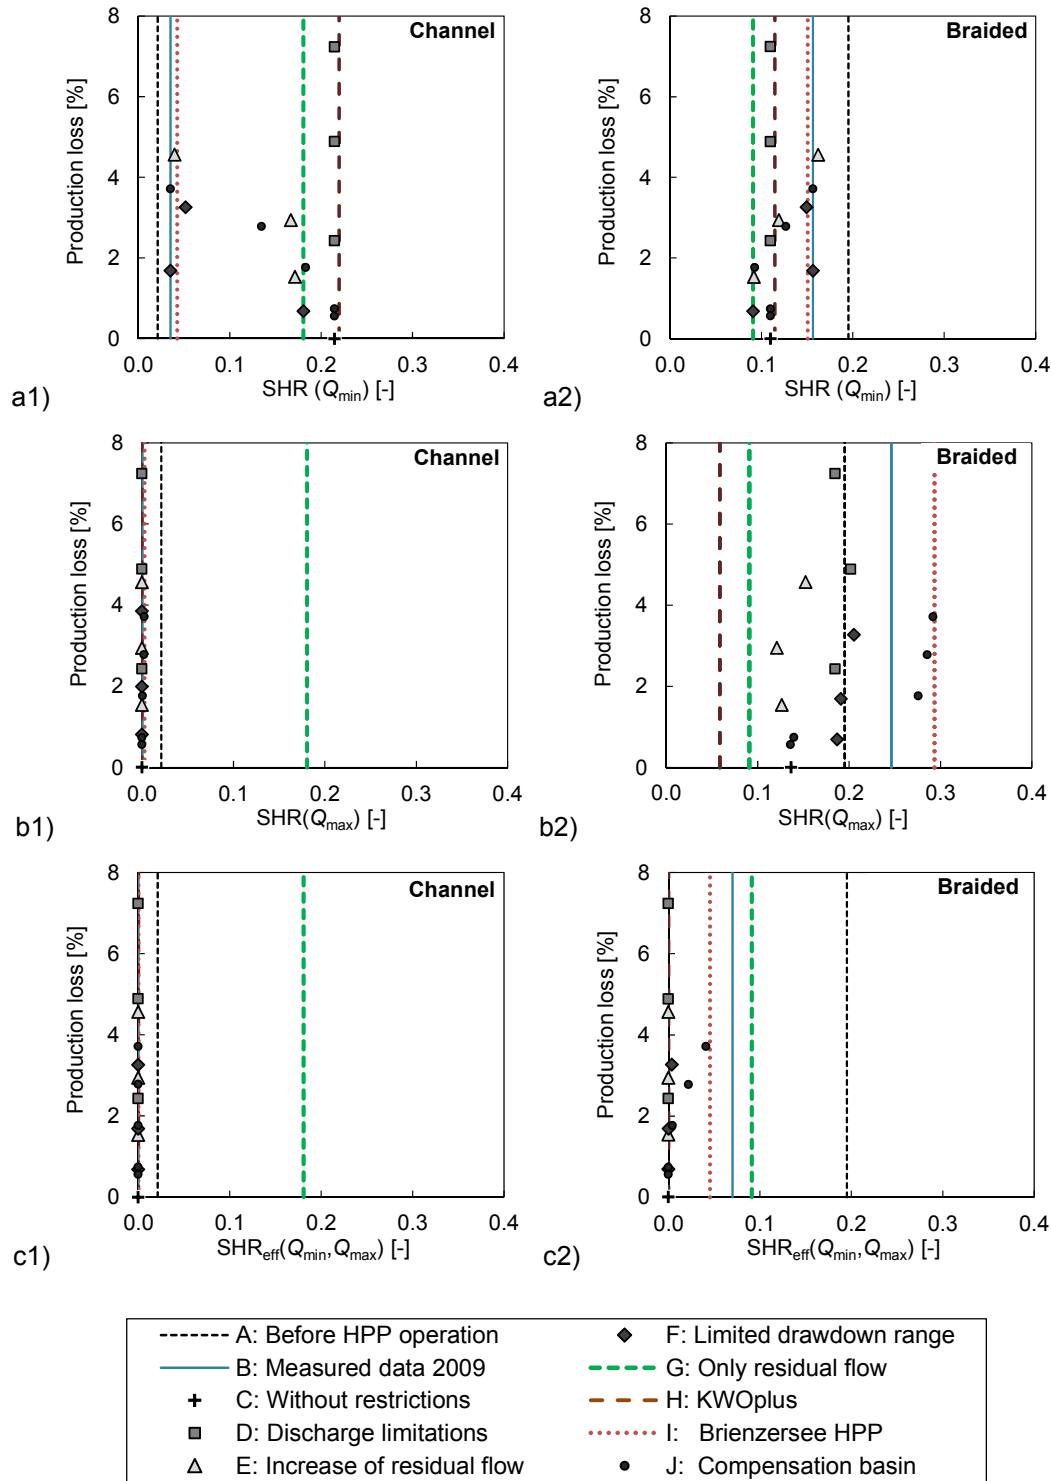 Channel
Production loss [%]
8
6
4
2
0
0.0 0.1 0.2 0.3 0.4
SHR (Qmin) [-]
a1)
Braided
Production loss [%]
8
6
4
2
0
0.0 0.1 0.2 0.3 0.4
SHR (Qmin) [-]
a2)
Channel
Production loss [%]
8
6
4
2
0
0.0 0.1 0.2 0.3 0.4
SHR(Qmax) [-]
b1)
Braided
Production loss [%]
8
6
4
2
0
0.0 0.1 0.2 0.3 0.4
SHR(Qmax) [-]
b2)
Channel
Production loss [%]
8
6
4
2
0
0.0 0.1 0.2 0.3 0.4
SHReff(Qmin,Qmax) [-]
c1)
Braided
Production loss [%]
8
6
4
2
0
0.0 0.1 0.2 0.3 0.4
SHReff(Qmin,Qmax) [-]
c2)
A: Before HPP operation
B: Measured data 2009
C: Without restrictions
D: Discharge limitations
E: Increase of residual flow
F: Limited drawdown range
G: Only residual flow
H: KWOplus
I: Brienzersee HPP
J: Compensation basin